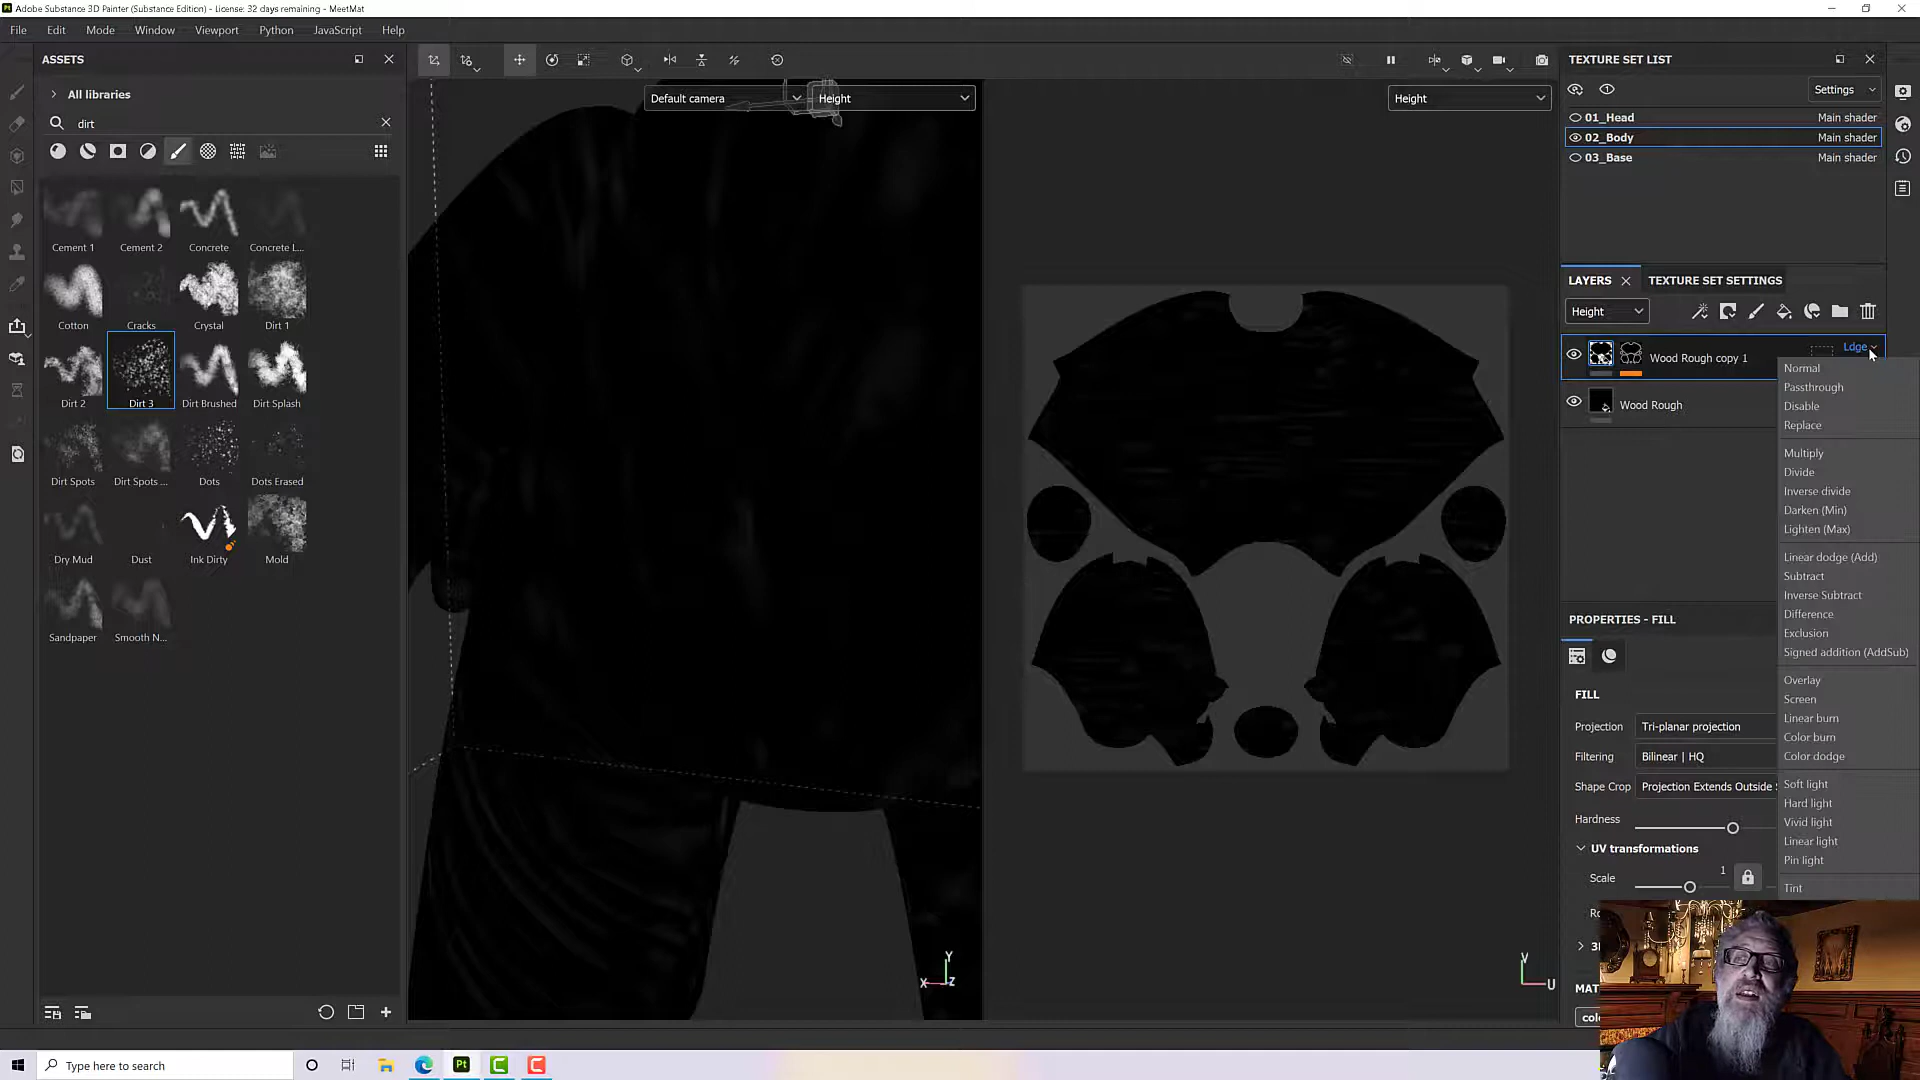 Adobe Substance 3D Painter (Substance Edition) - License: 32 days remaining - MeetMat
File Edit Mode Window Viewport Python JavaScript Help
ASSETS
All libraries
dirt
Cement 1 Cement 2 Concrete Concrete L...
Cotton Cracks Crystal Dirt 1
Dirt 2 Dirt 3 Dirt Brushed Dirt Splash
Dirt Spots Dirt Spots ... Dots Dots Erased
Dry Mud Dust Ink Dirty Mold
Sandpaper Smooth N...
Default camera Height
Height
Y
X Z
V
U
TEXTURE SET LIST
Settings
01_Head Main shader
02_Body Main shader
03_Base Main shader
LAYERS TEXTURE SET SETTINGS
Height
Wood Rough copy 1 Ldge
Wood Rough
Normal
Passthrough
Disable
Replace
Multiply
Divide
Inverse divide
Darken (Min)
Lighten (Max)
Linear dodge (Add)
Subtract
Inverse Subtract
Difference
Exclusion
Signed addition (AddSub)
Overlay
Screen
Linear burn
Color burn
Color dodge
Soft light
Hard light
Vivid light
Linear light
Pin light
Tint
PROPERTIES - FILL
FILL
Projection Tri-planar projection
Filtering Bilinear | HQ
Shape Crop Projection Extends Outside S
Hardness
UV transformations
Scale 1
Ro
3
MAT
colo
Type here to search
Pt